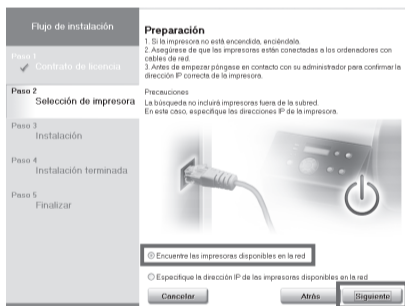 Flujo de instalación
Paso 1
Contrato de licencia
Paso 2
Selección de impresora
Paso 3
Instalación
Paso 4
Instalación terminada
Paso 5
Finalizar
Preparación
1. Si la impresora no está encendida, enciéndala.
2. Asegúrese de que las impresoras están conectadas a los ordenadores con
cables de red.
3. Antes de empezar póngase en contacto con su administrador para confirmar la
dirección IP correcta de la impresora.
Precauciones
La búsqueda no incluirá impresoras fuera de la subred.
En este caso, especifique las direcciones IP de la impresora.
Encuentre las impresoras disponibles en la red
Especifique la dirección IP de las impresoras disponibles en la red
Cancelar
Atrás
Siguiente